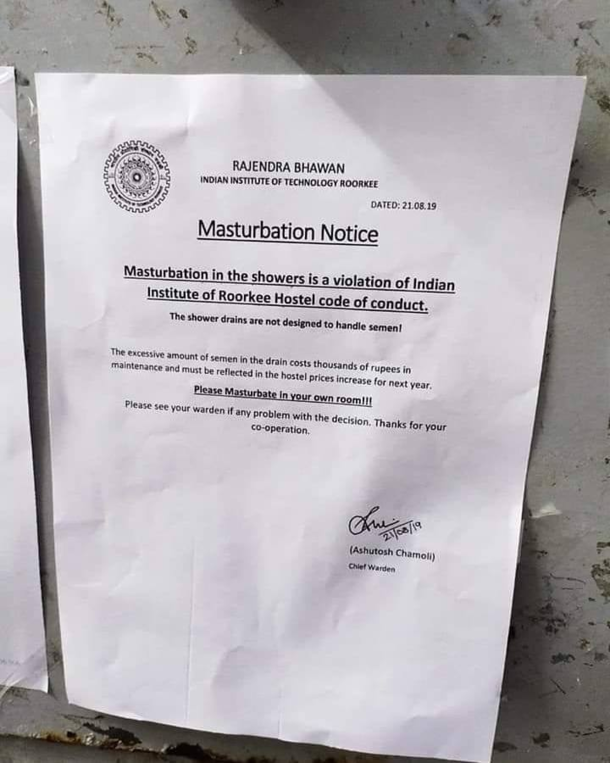 RAJENDRA BHAWAN
INDIAN INSTITUTE OF TECHNOLOGY ROORKEE
DATED: 21.08.19
Masturbation Notice
Masturbation in the showers is a violation of Indian
Institute of Roorkee Hostel code of conduct.
The shower drains are not designed to handle semen!
The excessive amount of semen in the drain costs thousands of rupees in
maintenance and must be reflected in the hostel prices increase for next year.
Please Masturbate in your own room!!!
Please see your warden if any problem with the decision. Thanks for your
co-operation.
21/08/19
(Ashutosh Chamoli)
Chief Warden